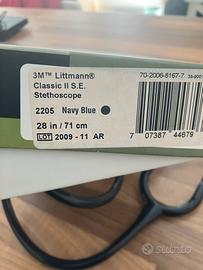 3M™ Littmann® 70-2006-8167-7
Classic II S.E.
Stethoscope
2205 Navy Blue
28 in / 71 cm
LOT 2009 - 11 AR
7 07387 44679
Subito